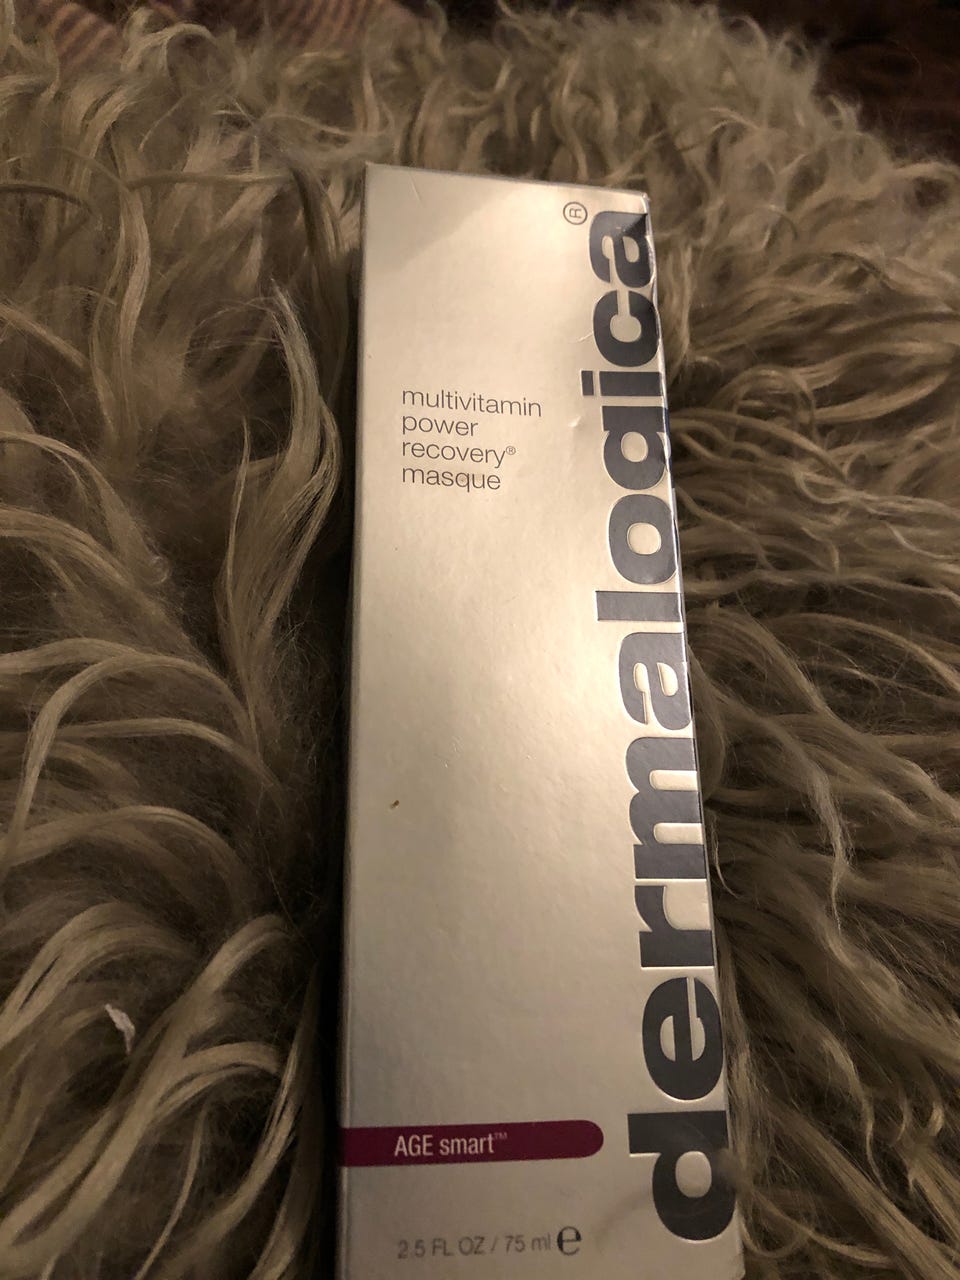 multivitamin
power
recovery®
masque
dermalogica®
AGE smart™
2.5 FL OZ / 75 ml ℮